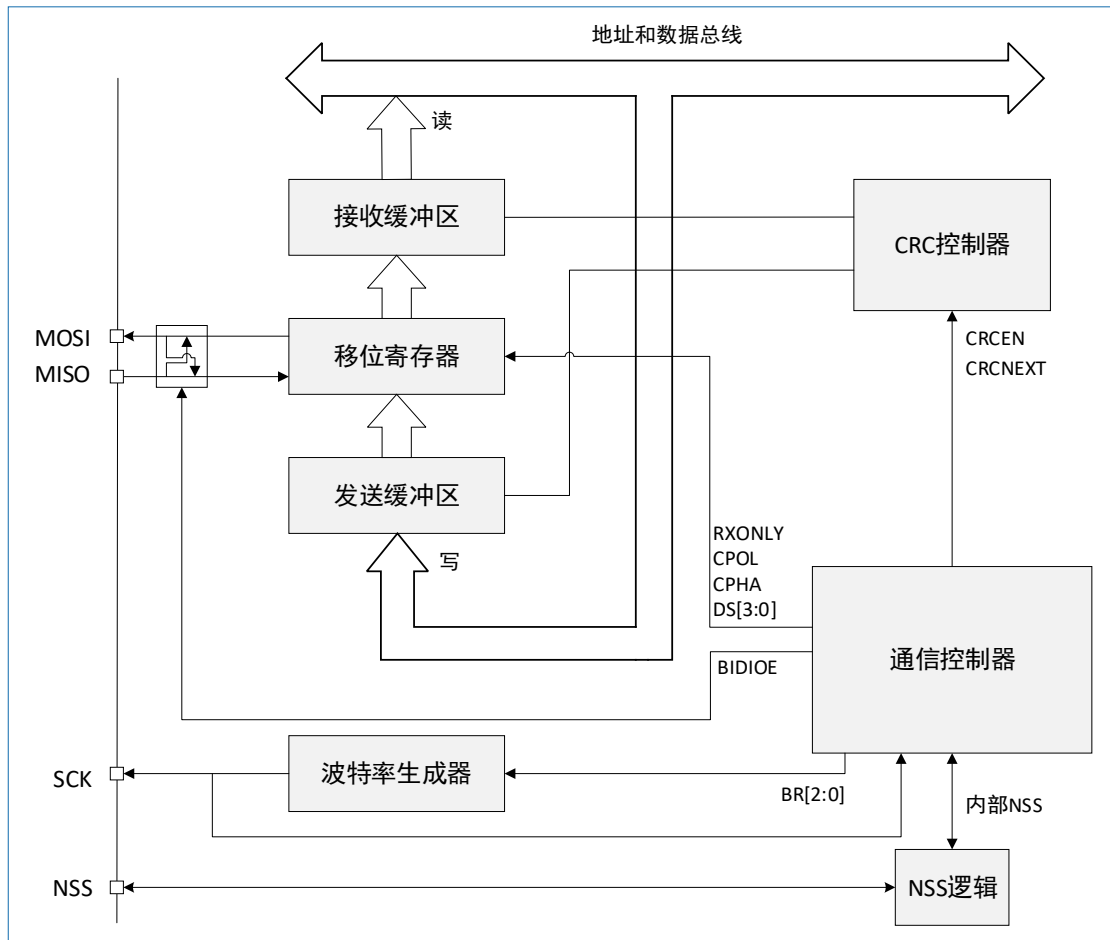 地址和数据总线
读
接收缓冲区
CRC控制器
MOSI
MISO
移位寄存器
CRCEN
CRCNEXT
发送缓冲区
写
RXONLY
CPOL
CPHA
DS[3:0]
通信控制器
BIDIOE
SCK
波特率生成器
BR[2:0]
内部NSS
NSS
NSS逻辑